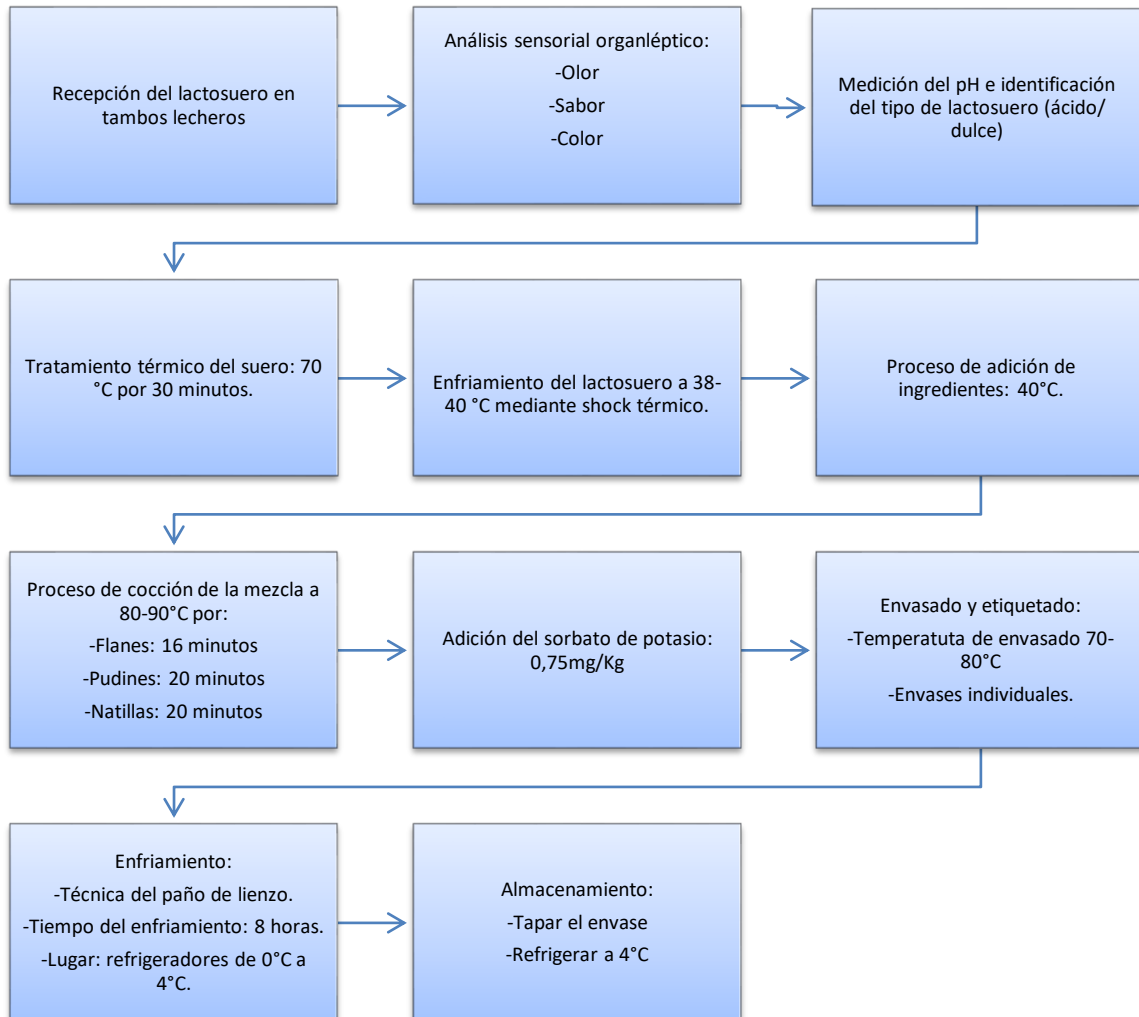 Recepción del lactosuero en
tambos lecheros
Análisis sensorial organléptico:
-Olor
-Sabor
-Color
Medición del pH e identificación
del tipo de lactosuero (ácido/
dulce)
Tratamiento térmico del suero: 70
°C por 30 minutos.
Enfriamiento del lactosuero a 38-
40 °C mediante shock térmico.
Proceso de adición de
ingredientes: 40°C.
Proceso de cocción de la mezcla a
80-90°C por:
-Flanes: 16 minutos
-Pudines: 20 minutos
-Natillas: 20 minutos
Adición del sorbato de potasio:
0,75mg/Kg
Envasado y etiquetado:
-Temperatuta de envasado 70-
80°C
-Envases individuales.
Enfriamiento:
-Técnica del paño de lienzo.
-Tiempo del enfriamiento: 8 horas.
-Lugar: refrigeradores de 0°C a
4°C.
Almacenamiento:
-Tapar el envase
-Refrigerar a 4°C